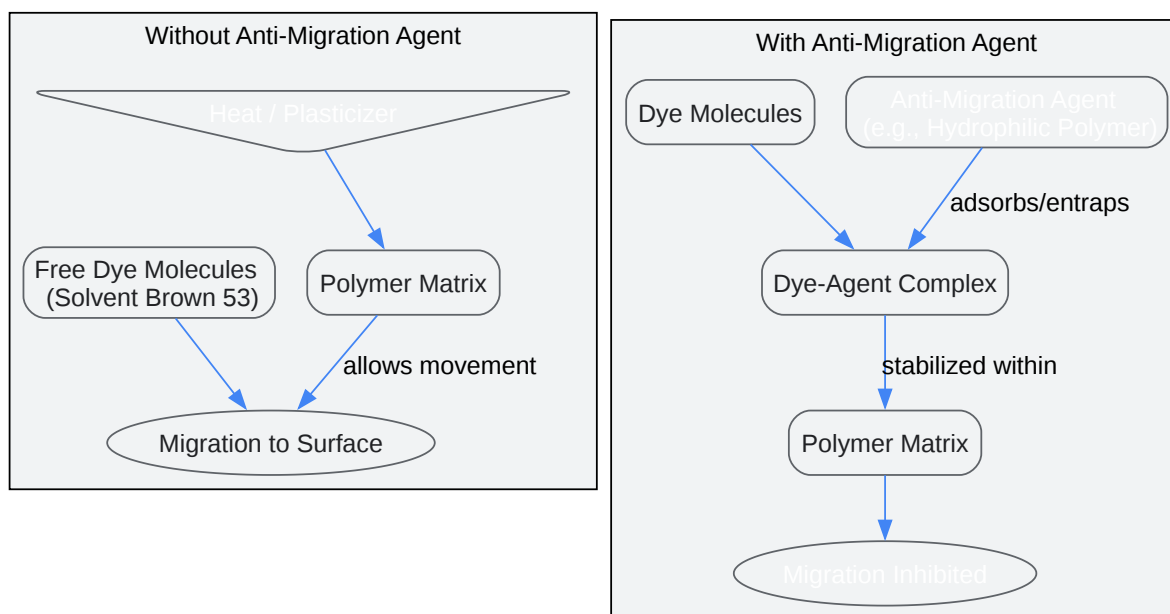 Without Anti-Migration Agent
Heat / Plasticizer
Free Dye Molecules
(Solvent Brown 53)
Polymer Matrix
allows movement
Migration to Surface
With Anti-Migration Agent
Dye Molecules
Anti-Migration Agent
(e.g., Hydrophilic Polymer)
adsorbs/entraps
Dye-Agent Complex
stabilized within
Polymer Matrix
Migration Inhibited